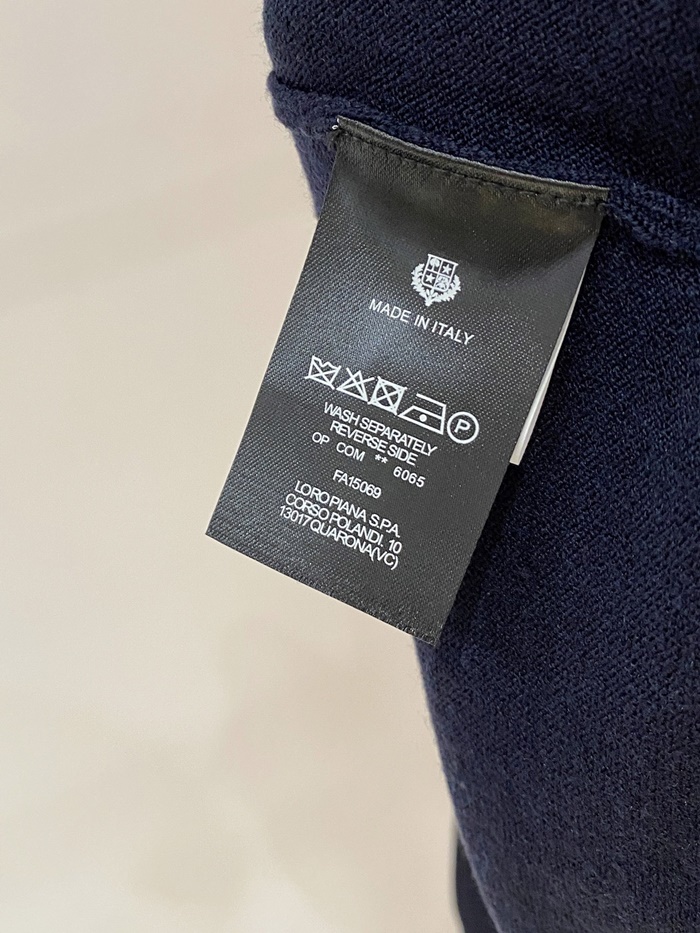 MADE IN ITALY
P
WASH SEPARATELY
REVERSE SIDE
OP COM ** 6065
FA15069
LORO PIANA S.P.A.
CORSO POLANDI. 10
13017 QUARONA(VC)